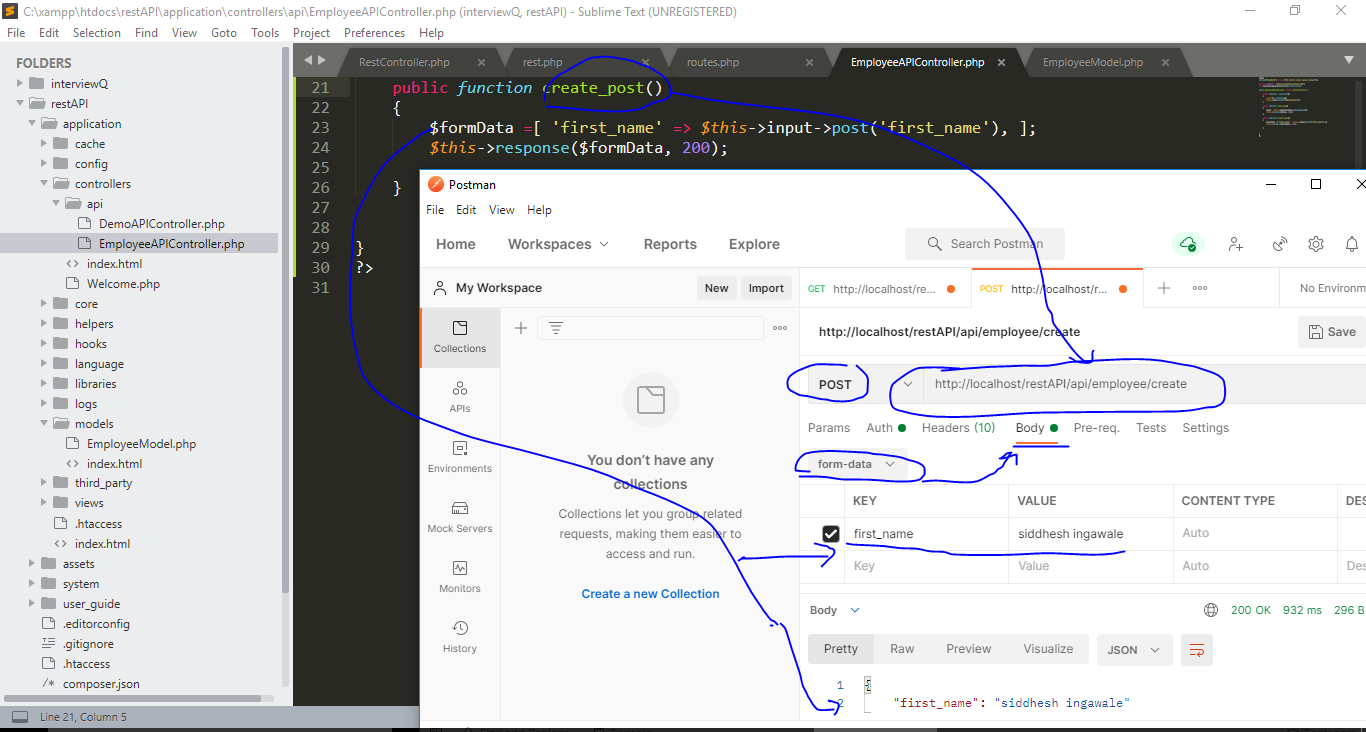 C:\xampp\htdocs\restAPI\application\controllers\api\EmployeeAPIController.php (interviewQ, restAPI) - Sublime Text (UNREGISTERED)
File Edit Selection Find View Goto Tools Project Preferences Help
FOLDERS
interviewQ
restAPI
application
cache
config
controllers
api
DemoAPIController.php
EmployeeAPIController.php
<> index.html
Welcome.php
core
helpers
hooks
language
libraries
logs
models
EmployeeModel.php
<> index.html
third_party
views
.htaccess
<> index.html
assets
system
user_guide
.editorconfig
.gitignore
.htaccess
/* composer.json
Line 21, Column 5
RestController.php rest.php routes.php EmployeeAPIController.php EmployeeModel.php
21 public function create_post()
22 {
23 $formData =[ 'first_name' => $this->input->post('first_name'), ];
24 $this->response($formData, 200);
25
26 }
27
28
29 }
30 ?>
31
Postman
File Edit View Help
Home Workspaces Reports Explore Search Postman
My Workspace New Import
Collections
APIs
Environments
Mock Servers
Monitors
History
You don't have any
collections
Collections let you group related
requests, making them easier to
access and run.
Create a new Collection
GET http://localhost/re... POST http://localhost/r... No Environm
http://localhost/restAPI/api/employee/create Save
POST http://localhost/restAPI/api/employee/create
Params Auth Headers (10) Body Pre-req. Tests Settings
form-data
KEY VALUE CONTENT TYPE DES
first_name siddhesh ingawale Auto
Key Value Auto Des
Body 200 OK 932 ms 296 B
Pretty Raw Preview Visualize JSON
1 {
2 "first_name": "siddhesh ingawale"